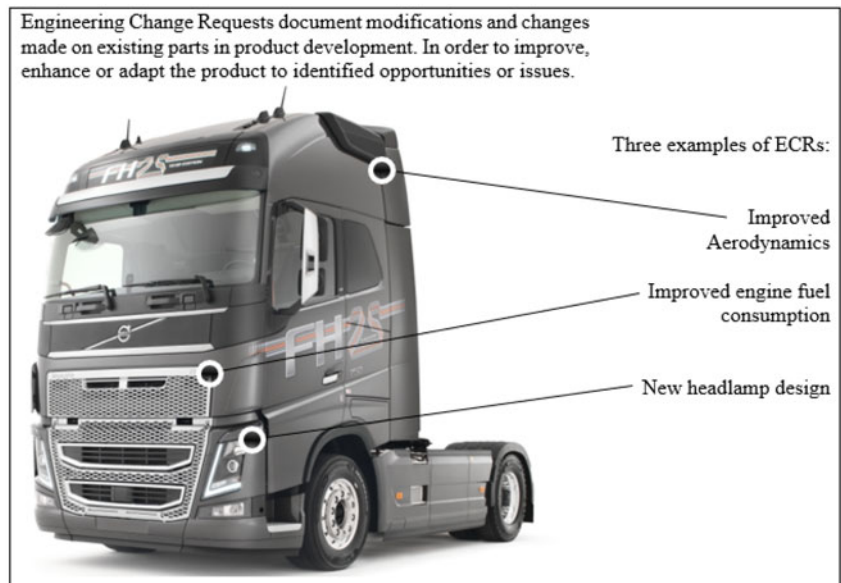 Engineering Change Requests document modifications and changes
made on existing parts in product development. In order to improve,
enhance or adapt the product to identified opportunities or issues.
Three examples of ECRs:
Improved
Aerodynamics
Improved engine fuel
consumption
New headlamp design
FH25
FH25